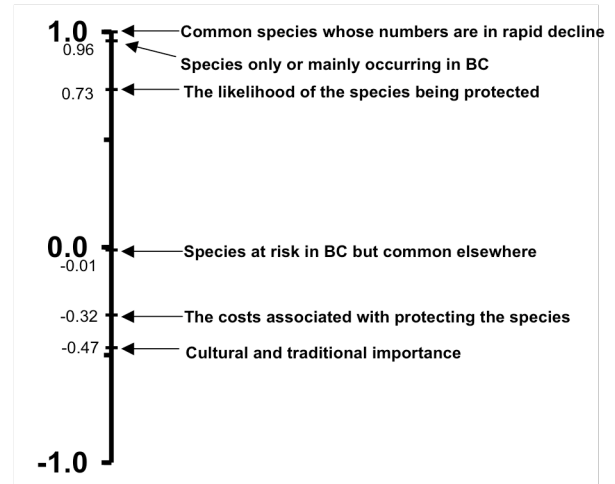 1.0 Common species whose numbers are in rapid decline
0.96 Species only or mainly occurring in BC
0.73 The likelihood of the species being protected
0.0 Species at risk in BC but common elsewhere
-0.01
-0.32 The costs associated with protecting the species
-0.47 Cultural and traditional importance
-1.0